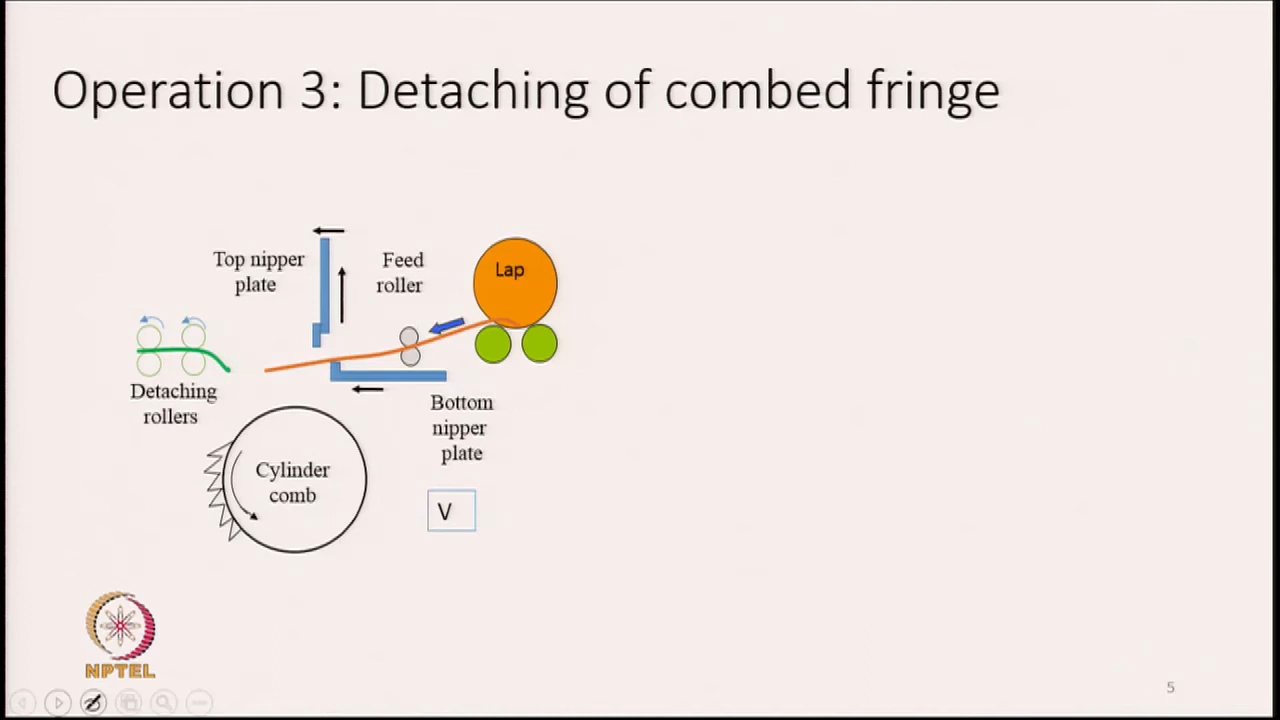 Operation 3: Detaching of combed fringe
Top nipper
plate
Feed
roller
Lap
Detaching
rollers
Bottom
nipper
plate
Cylinder
comb
V
NPTEL
5